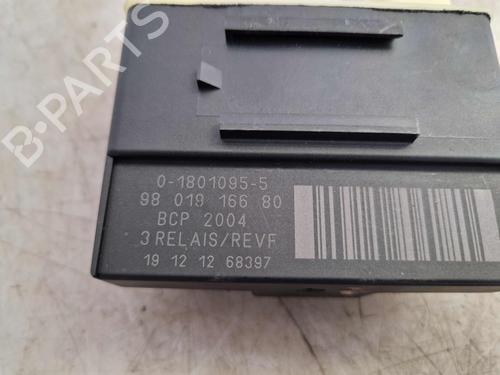 B-PARTS
0-1801095-5
98 019 166 80
BCP 2004
3 RELAIS/REVF
19 12 12 68397